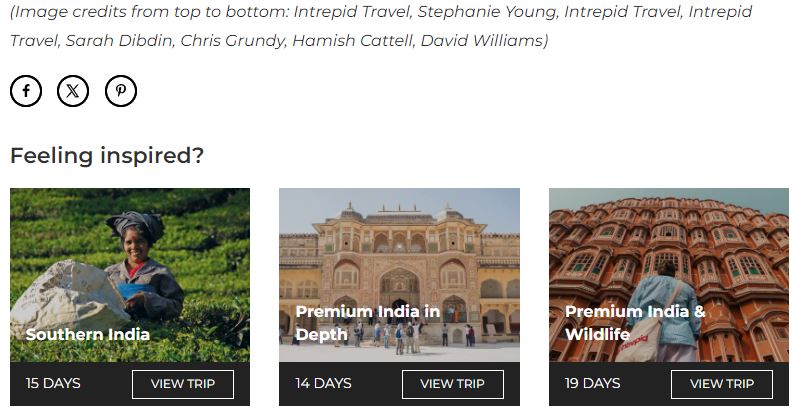 (Image credits from top to bottom: Intrepid Travel, Stephanie Young, Intrepid Travel, Intrepid
Travel, Sarah Dibdin, Chris Grundy, Hamish Cattell, David Williams)
Feeling inspired?
Southern India
15 DAYS
VIEW TRIP
Premium India in
Depth
14 DAYS
VIEW TRIP
Premium India &
Wildlife
Intrepid
19 DAYS
VIEW TRIP